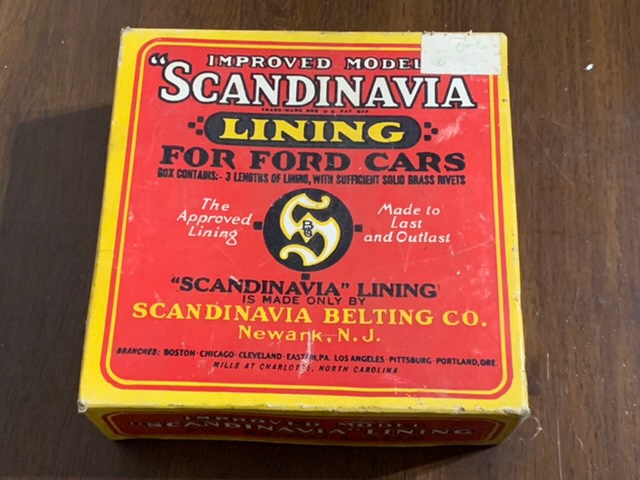 IMPROVED MODEL
"SCANDINAVIA
TRADE-MARK REG U.S. PAT. OFF.
LINING
FOR FORD CARS
BOX CONTAINS:- 3 LENGTHS OF LINING, WITH SUFFICIENT SOLID BRASS RIVETS
The
Approved
Lining
S
Made to
Last
and Outlast
"SCANDINAVIA" LINING
IS MADE ONLY BY
SCANDINAVIA BELTING CO.
Newark, N.J.
BRANCHES: BOSTON·CHICAGO·CLEVELAND·EASTON, PA. LOS ANGELES·PITTSBURG·PORTLAND, ORE.
MILLS AT CHARLOTTE, NORTH CAROLINA
IMPROVED MODEL
"SCANDINAVIA" LINING